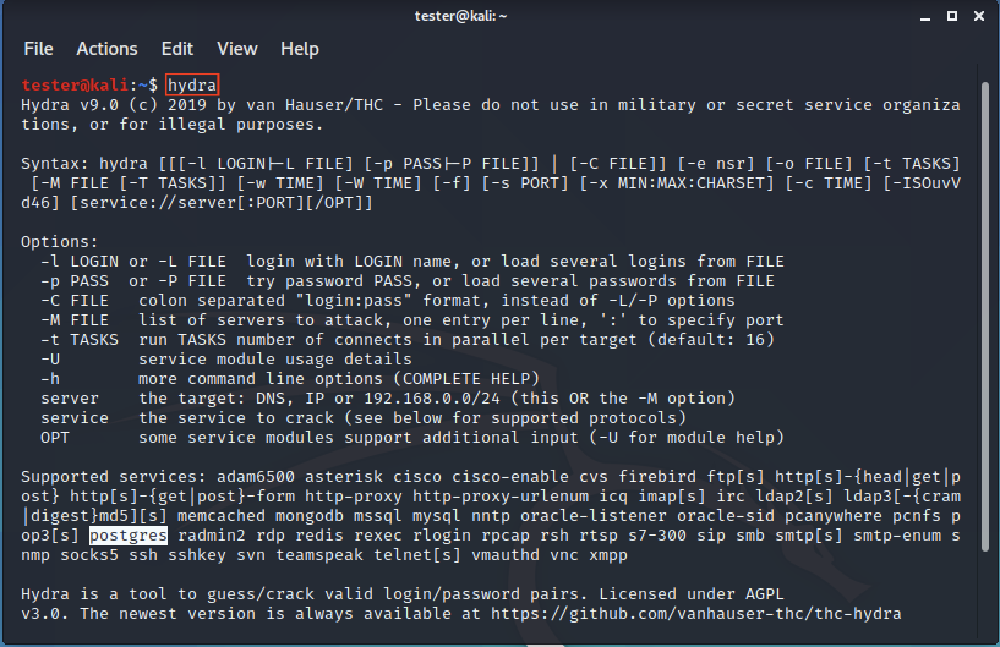 tester@kali: ~
File Actions Edit View Help
tester@kali:~$ hydra
Hydra v9.0 (c) 2019 by van Hauser/THC - Please do not use in military or secret service organiza
tions, or for illegal purposes.
Syntax: hydra [[[-l LOGIN|-L FILE] [-p PASS|-P FILE]] | [-C FILE]] [-e nsr] [-o FILE] [-t TASKS]
[-M FILE [-T TASKS]] [-w TIME] [-W TIME] [-f] [-s PORT] [-x MIN:MAX:CHARSET] [-c TIME] [-ISOuvV
d46] [service://server[:PORT][/OPT]]
Options:
-l LOGIN or -L FILE  login with LOGIN name, or load several logins from FILE
-p PASS  or -P FILE  try password PASS, or load several passwords from FILE
-C FILE   colon separated "login:pass" format, instead of -L/-P options
-M FILE   list of servers to attack, one entry per line, ':' to specify port
-t TASKS  run TASKS number of connects in parallel per target (default: 16)
-U        service module usage details
-h        more command line options (COMPLETE HELP)
server    the target: DNS, IP or 192.168.0.0/24 (this OR the -M option)
service   the service to crack (see below for supported protocols)
OPT       some service modules support additional input (-U for module help)
Supported services: adam6500 asterisk cisco cisco-enable cvs firebird ftp[s] http[s]-{head|get|p
ost} http[s]-{get|post}-form http-proxy http-proxy-urlenum icq imap[s] irc ldap2[s] ldap3[-{cram
|digest}md5][s] memcached mongodb mssql mysql nntp oracle-listener oracle-sid pcanywhere pcnfs p
op3[s] postgres radmin2 rdp redis rexec rlogin rpcap rsh rtsp s7-300 sip smb smtp[s] smtp-enum s
nmp socks5 ssh sshkey svn teamspeak telnet[s] vmauthd vnc xmpp
Hydra is a tool to guess/crack valid login/password pairs. Licensed under AGPL
v3.0. The newest version is always available at https://github.com/vanhauser-thc/thc-hydra